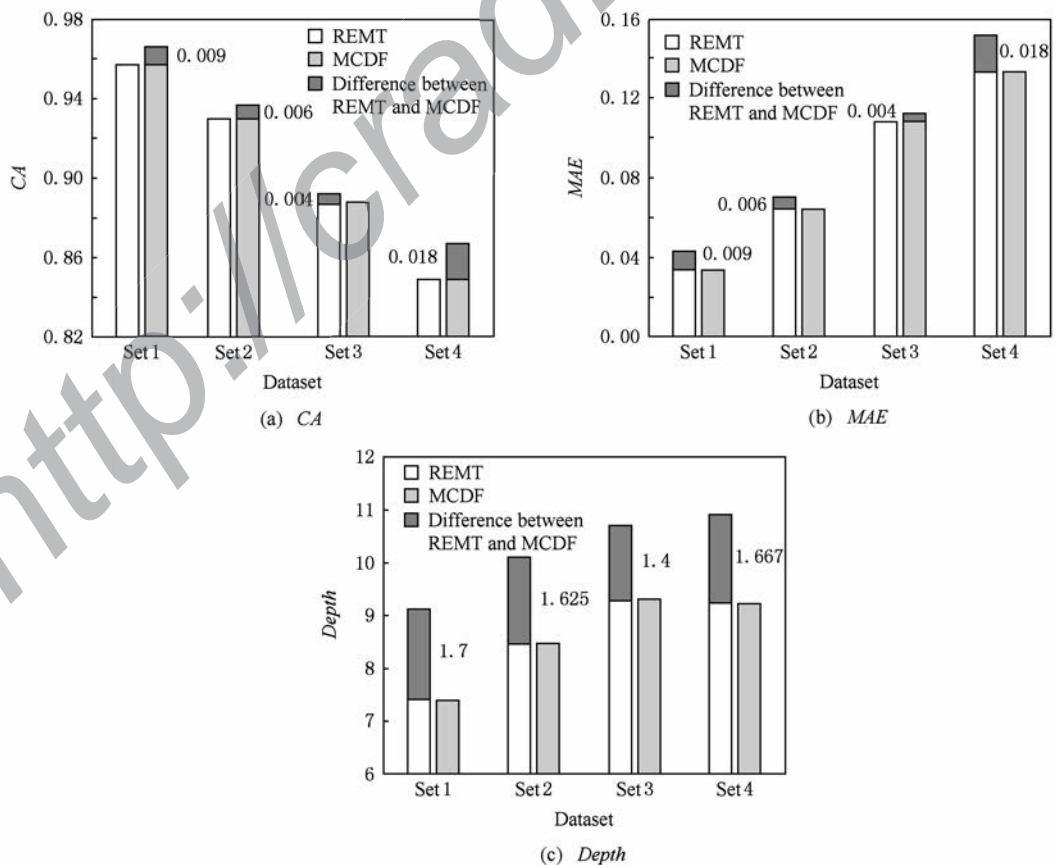 0.98
0.94
0.90
0.86
0.82
CA
0.009
0.006
0.004
0.018
REMT
MCDF
Difference between
REMT and MCDF
Set 1
Set 2
Set 3
Set 4
Dataset
(a) CA
0.16
0.12
0.08
0.04
0.00
MAE
REMT
MCDF
Difference between
REMT and MCDF
0.009
0.006
0.004
0.018
Set 1
Set 2
Set 3
Set 4
Dataset
(b) MAE
12
11
10
9
8
7
6
Depth
REMT
MCDF
Difference between
REMT and MCDF
1.7
1.625
1.4
1.667
Set 1
Set 2
Set 3
Set 4
Dataset
(c) Depth
http://crad